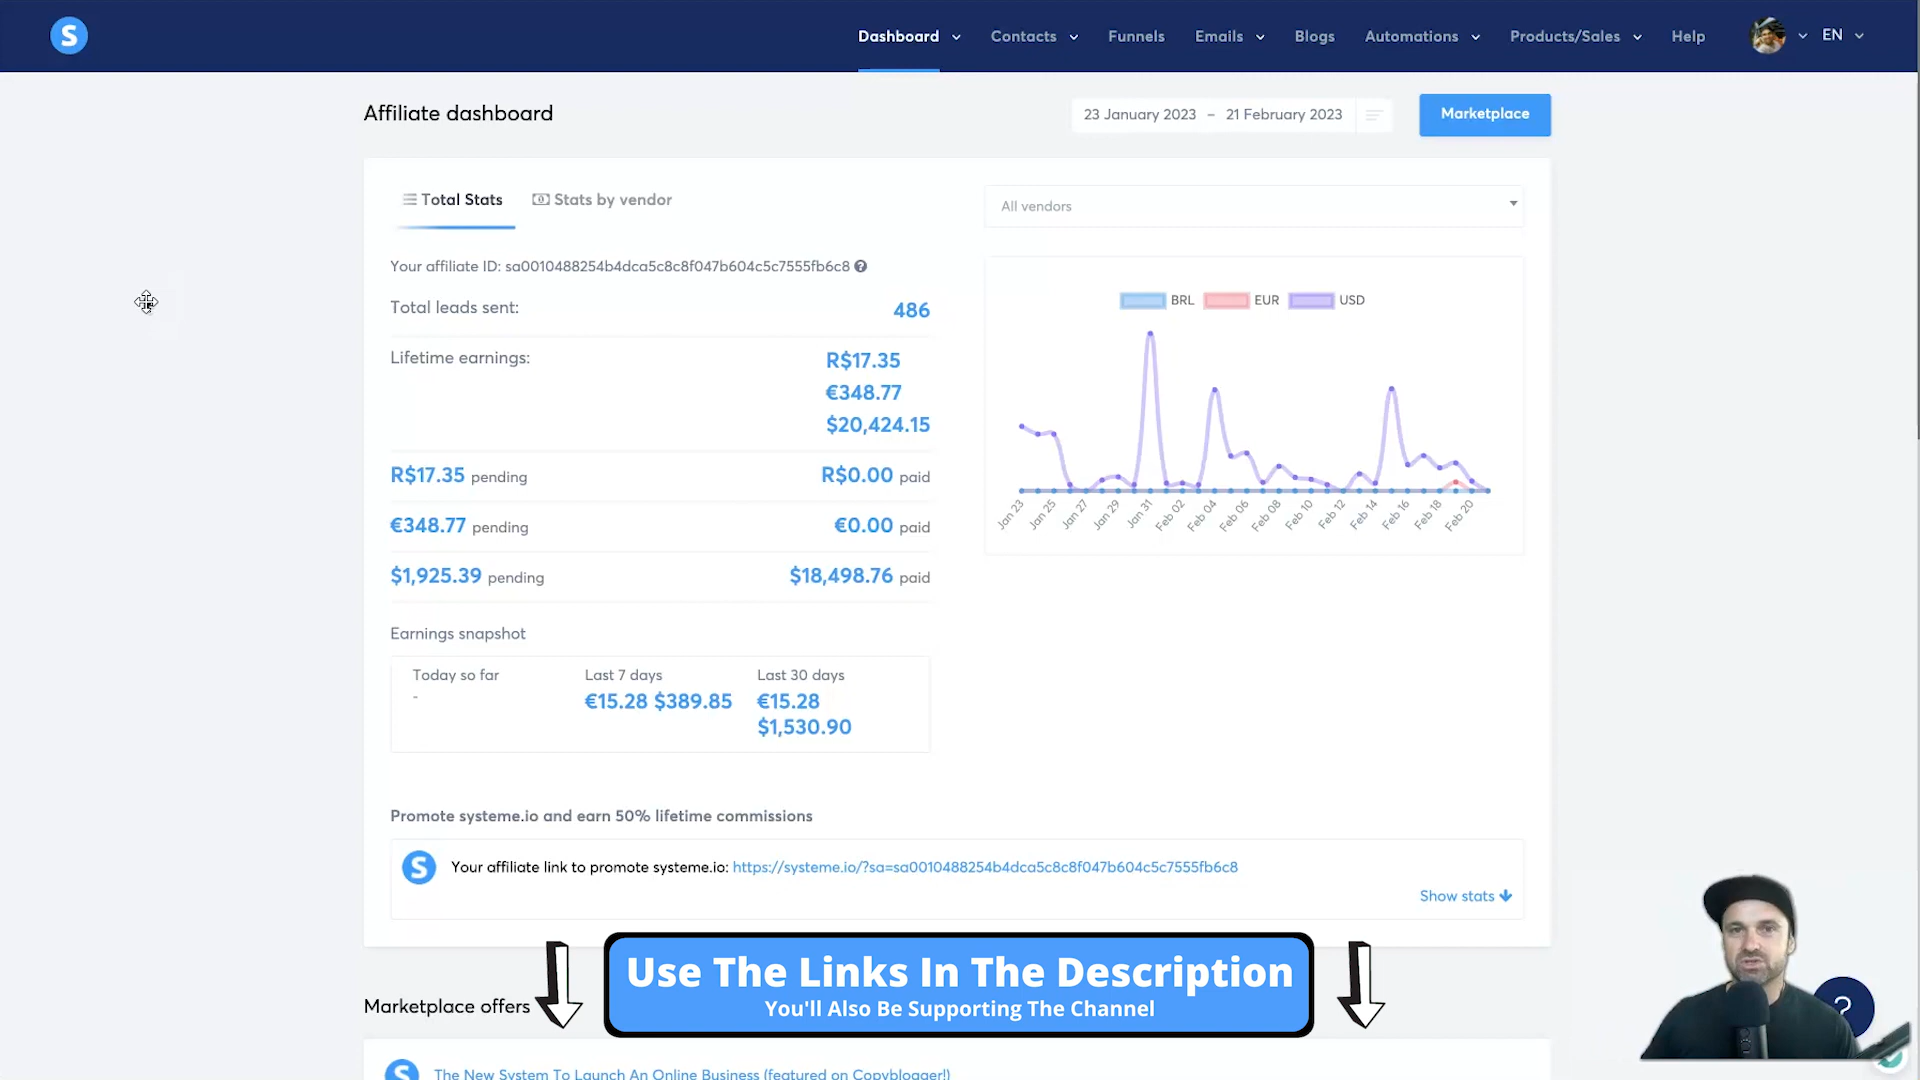 S
Dashboard
Contacts
Funnels
Emails
Blogs
Automations
Products/Sales
Help
EN
Affiliate dashboard
23 January 2023 - 21 February 2023
Marketplace
Total Stats
Stats by vendor
All vendors
Your affiliate ID: sa0010488254b4dca5c8c8f047b604c5c7555fb6c8
Total leads sent:
486
Lifetime earnings:
R$17.35
€348.77
$20,424.15
R$17.35 pending
R$0.00 paid
€348.77 pending
€0.00 paid
$1,925.39 pending
$18,498.76 paid
BRL
EUR
USD
Jan 23
Jan 25
Jan 27
Jan 29
Jan 31
Feb 02
Feb 04
Feb 06
Feb 08
Feb 10
Feb 12
Feb 14
Feb 16
Feb 18
Feb 20
Earnings snapshot
Today so far
-
Last 7 days
€15.28 $389.85
Last 30 days
€15.28
$1,530.90
Promote systeme.io and earn 50% lifetime commissions
S
Your affiliate link to promote systeme.io: https://systeme.io/?sa=sa0010488254b4dca5c8c8f047b604c5c7555fb6c8
Show stats
Use The Links In The Description
You'll Also Be Supporting The Channel
Marketplace offers
?
S
The New System To Launch An Online Business (featured on Copyblogger!)